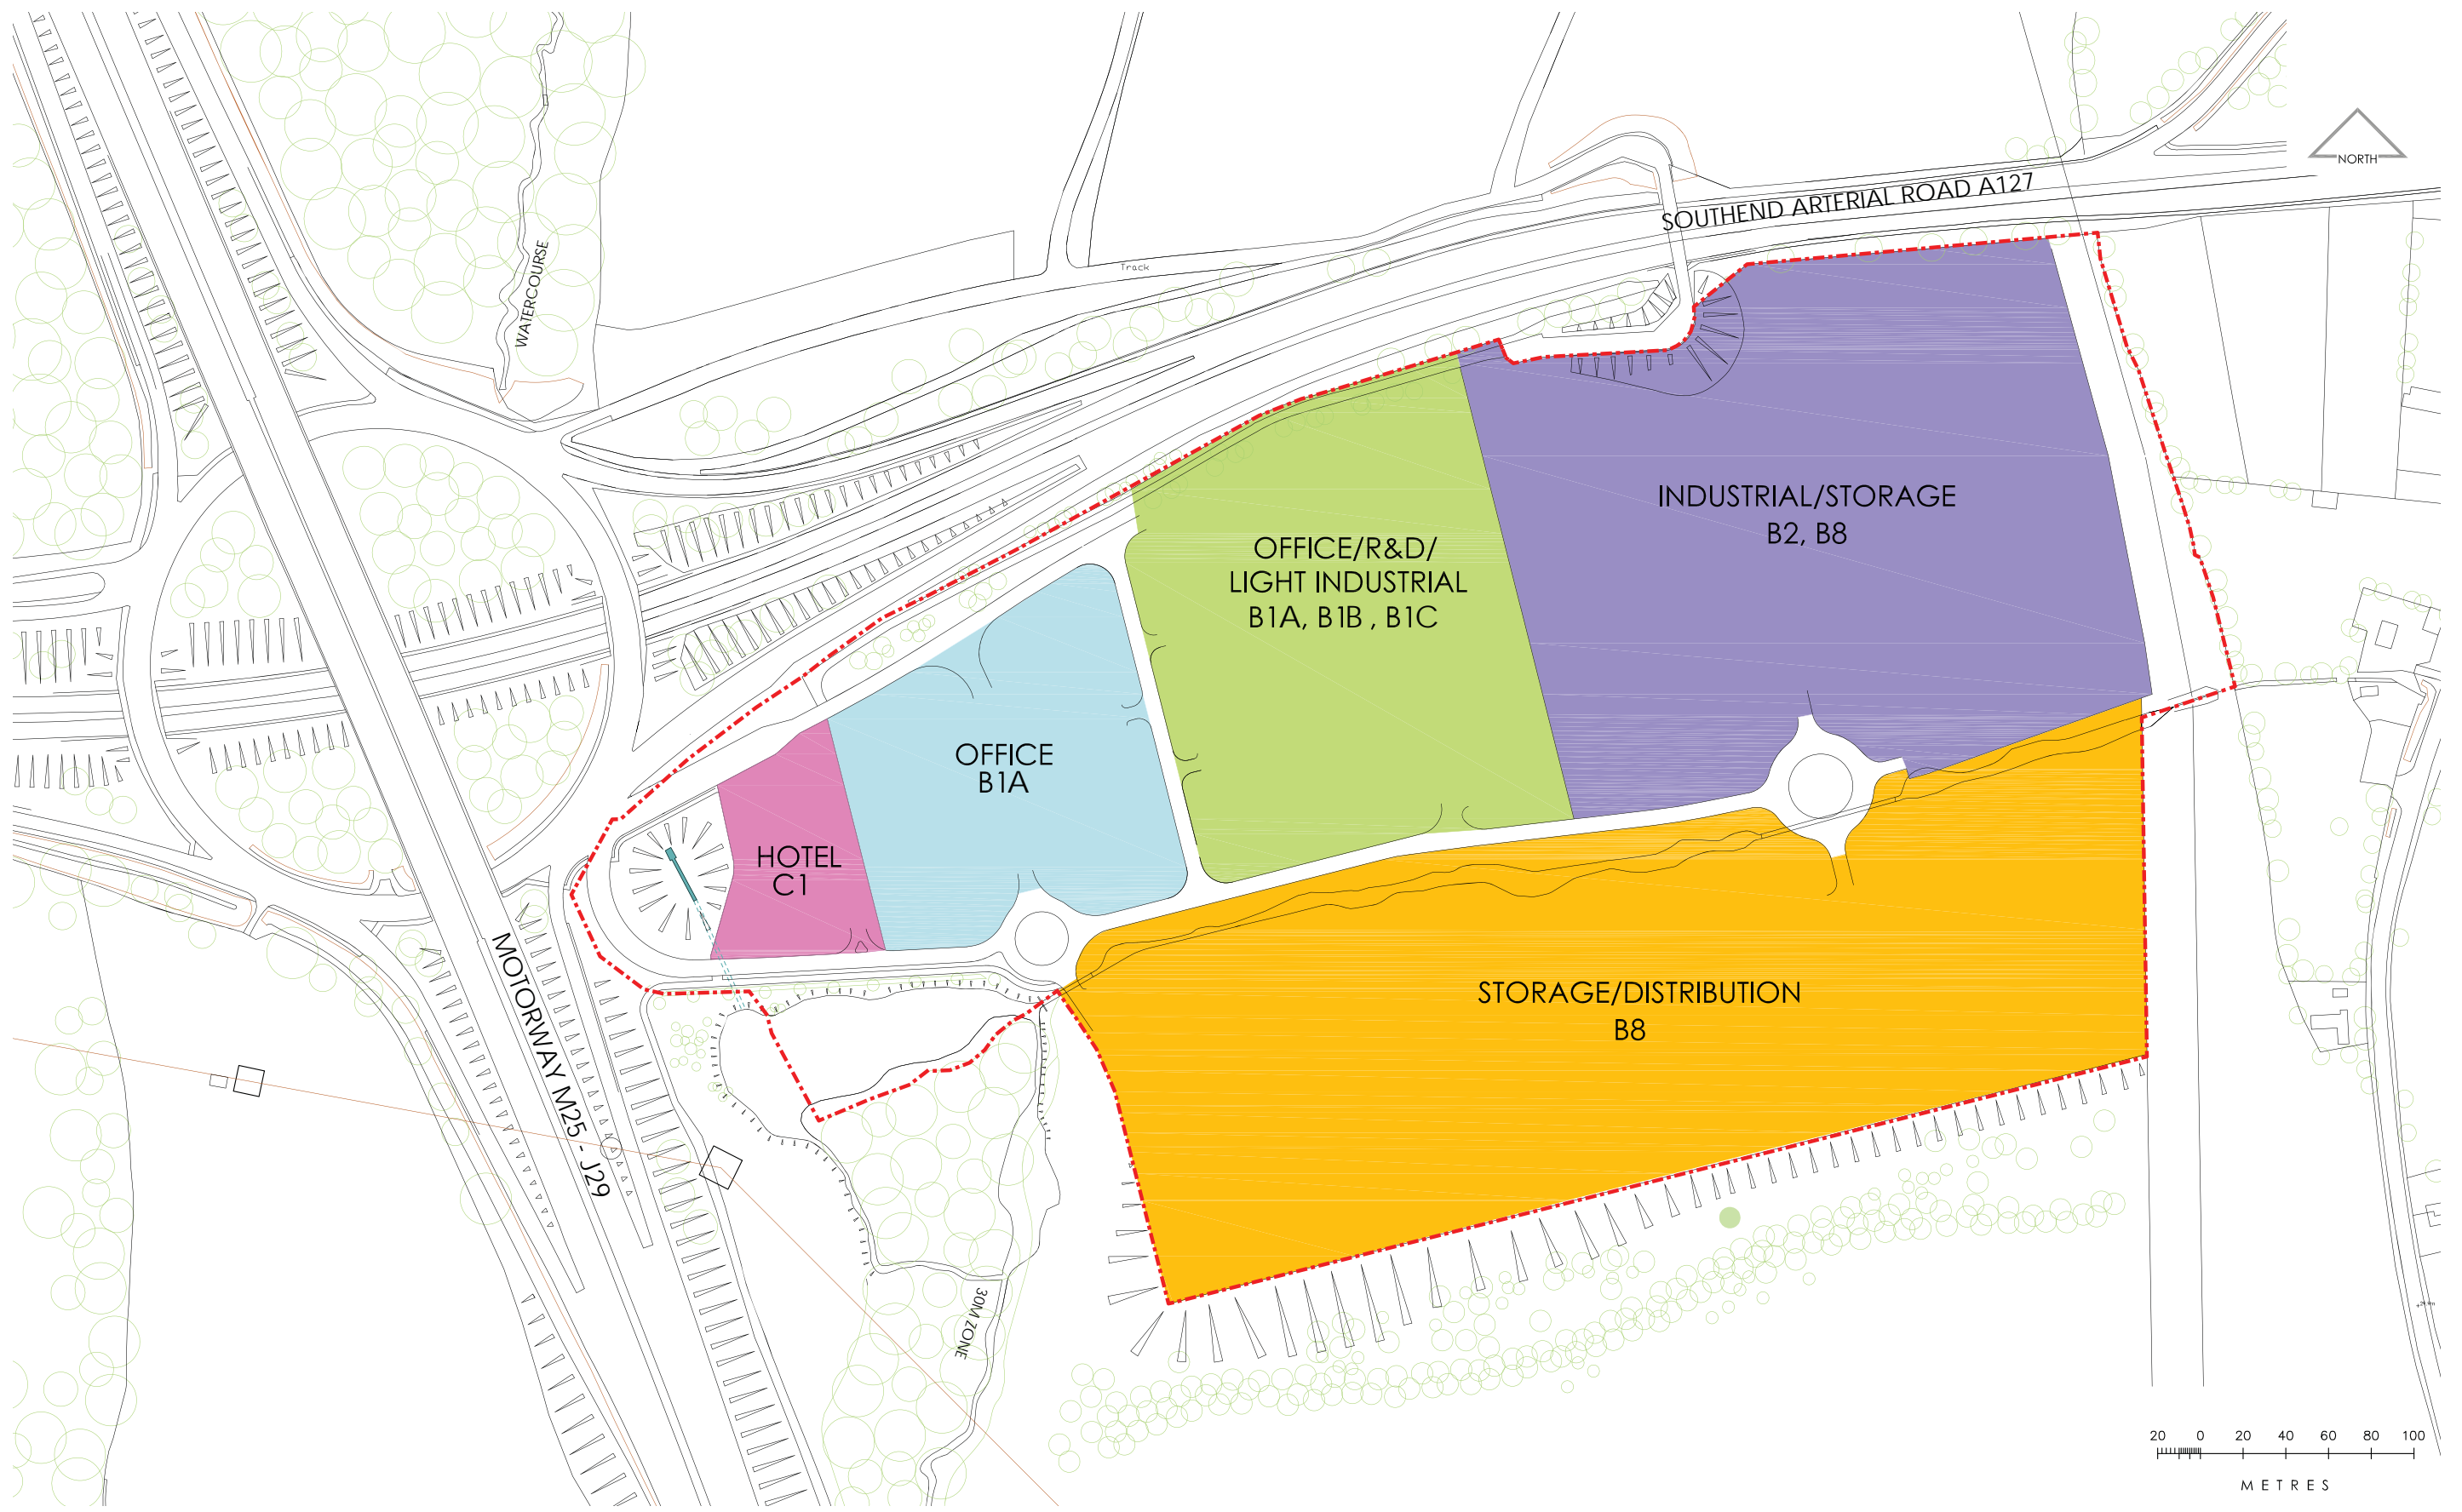 NORTH
SOUTHEND ARTERIAL ROAD A127
Track
WATERCOURSE
INDUSTRIAL/STORAGE
B2, B8
OFFICE/R&D/
LIGHT INDUSTRIAL
B1A, B1B , B1C
OFFICE
B1A
HOTEL
C1
MOTORWAY M25 - J29
STORAGE/DISTRIBUTION
B8
30M ZONE
20 0 20 40 60 80 100
METRES